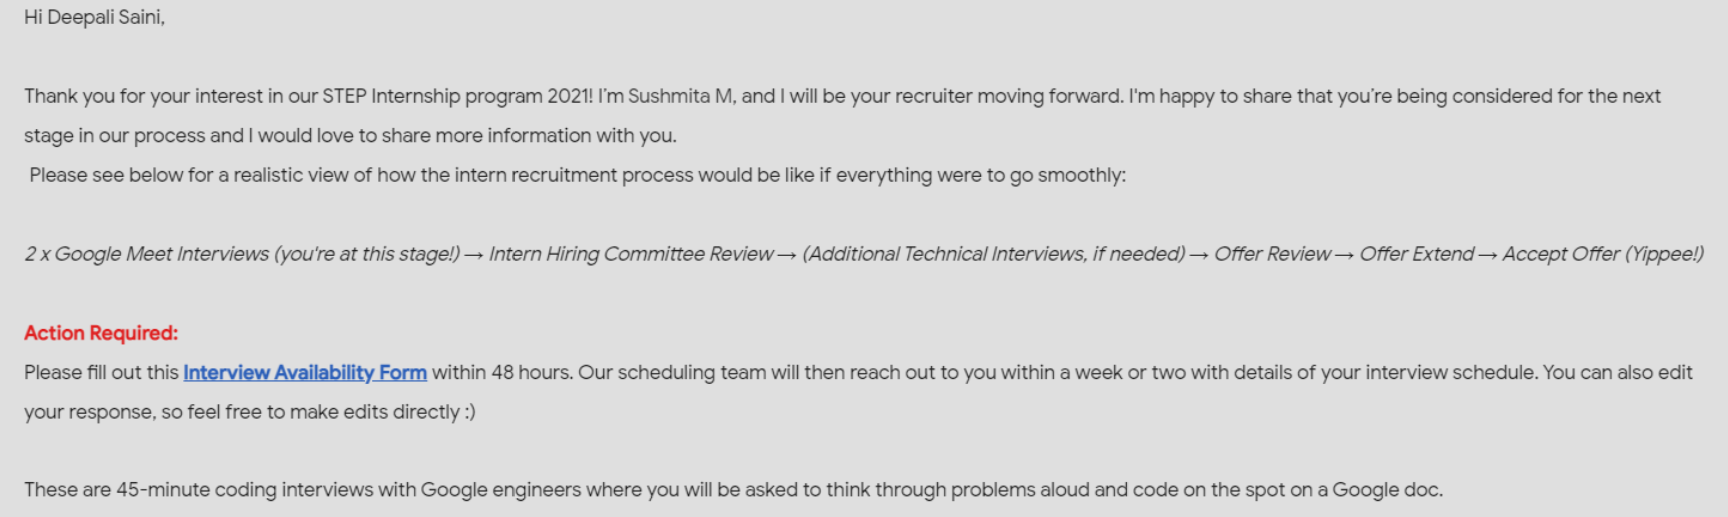 Hi Deepali Saini,
Thank you for your interest in our STEP Internship program 2021! I'm Sushmita M, and I will be your recruiter moving forward. I'm happy to share that you're being considered for the next
stage in our process and I would love to share more information with you.
Please see below for a realistic view of how the intern recruitment process would be like if everything were to go smoothly:
2 x Google Meet Interviews (you're at this stage!) → Intern Hiring Committee Review → (Additional Technical Interviews, if needed) → Offer Review → Offer Extend → Accept Offer (Yippee!)
Action Required:
Please fill out this Interview Availability Form within 48 hours. Our scheduling team will then reach out to you within a week or two with details of your interview schedule. You can also edit
your response, so feel free to make edits directly :)
These are 45-minute coding interviews with Google engineers where you will be asked to think through problems aloud and code on the spot on a Google doc.